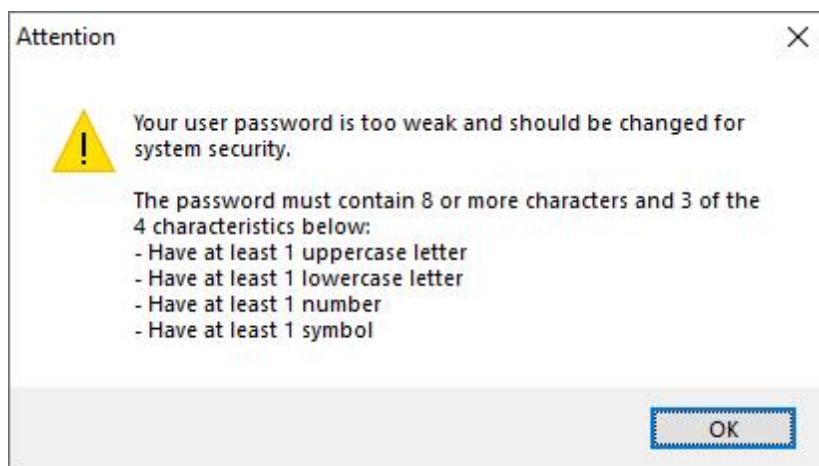 Attention
Your user password is too weak and should be changed for
system security.
The password must contain 8 or more characters and 3 of the
4 characteristics below:
- Have at least 1 uppercase letter
- Have at least 1 lowercase letter
- Have at least 1 number
- Have at least 1 symbol
OK